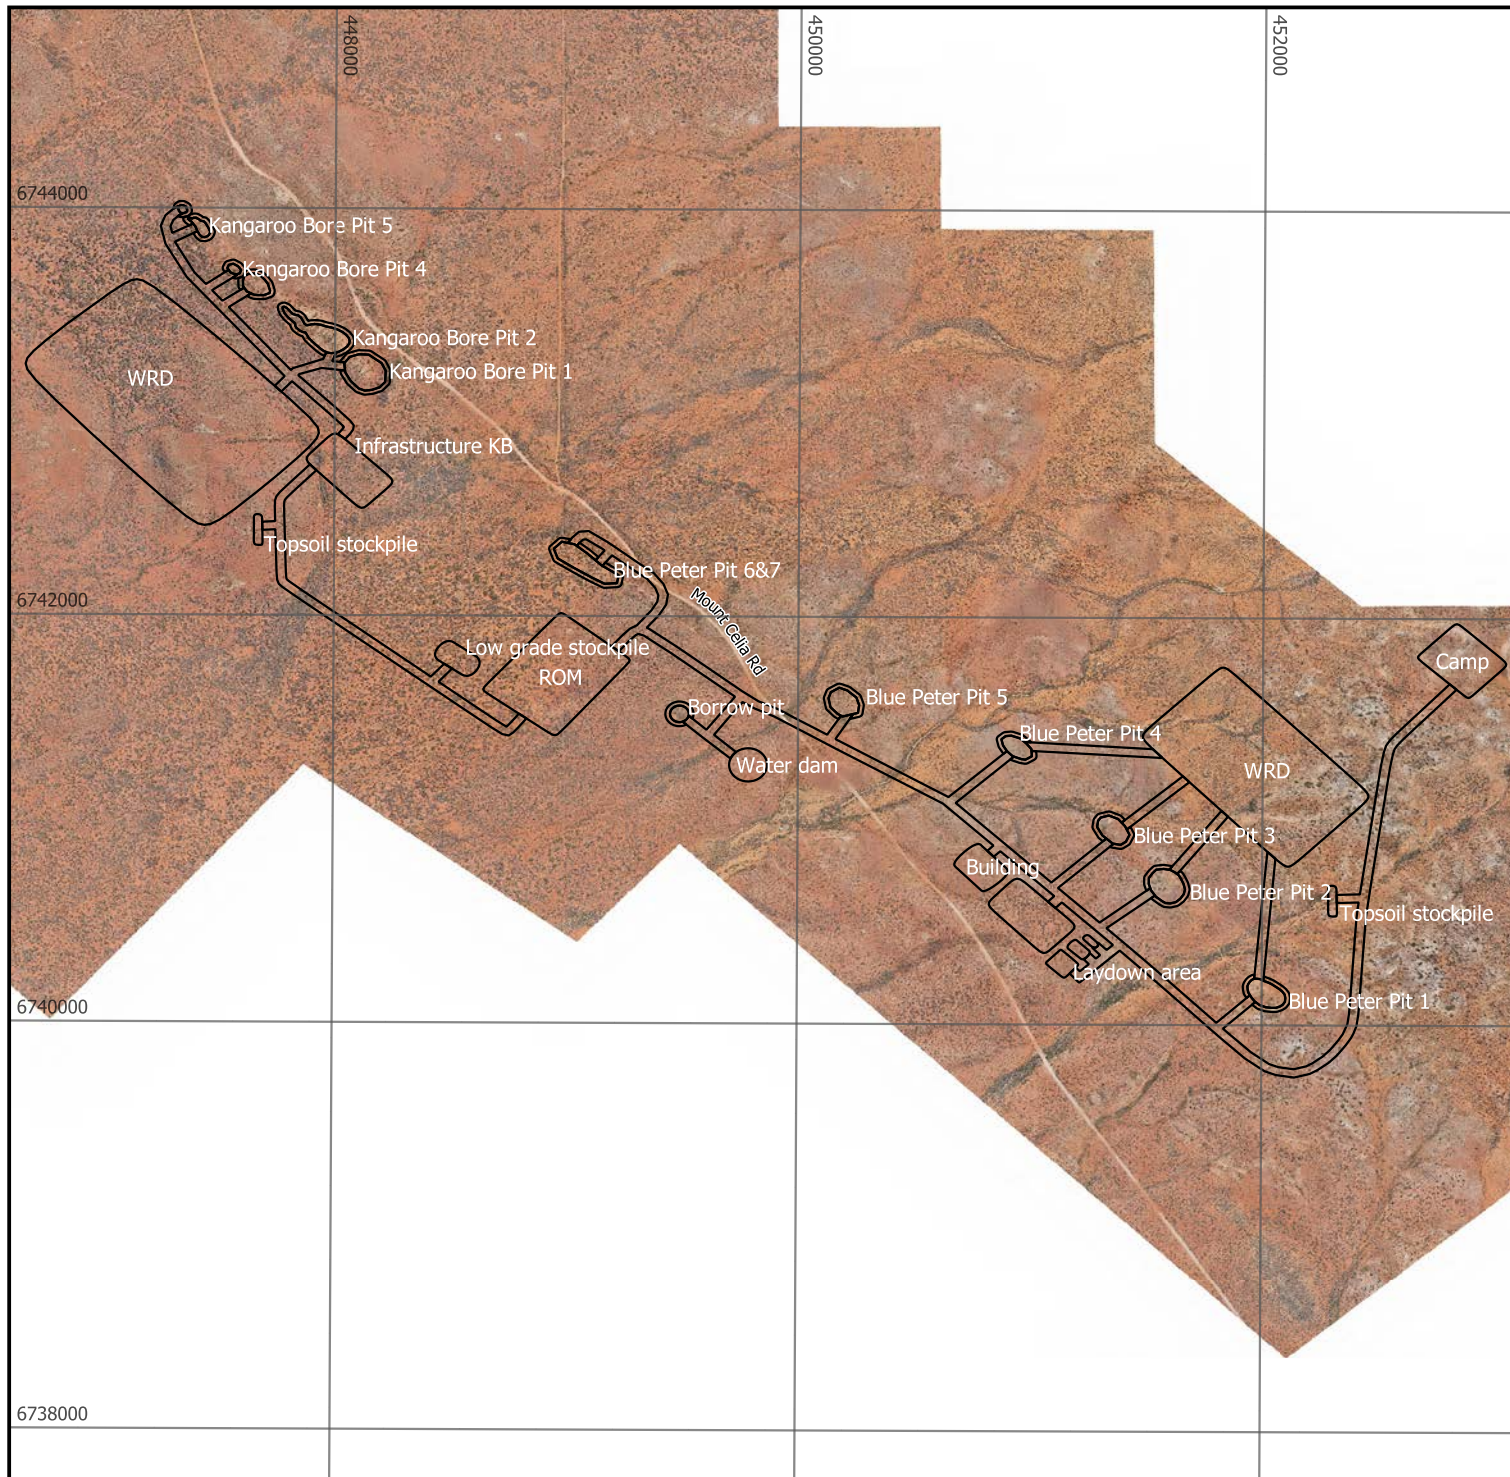 448000
450000
452000
6744000
Kangaroo Bore Pit 5
Kangaroo Bore Pit 4
Kangaroo Bore Pit 2
Kangaroo Bore Pit 1
WRD
Infrastructure KB
Topsoil stockpile
Blue Peter Pit 6&7
6742000
Mount Celia Rd
Low grade stockpile
ROM
Camp
Borrow pit
Blue Peter Pit 5
Blue Peter Pit 4
Water dam
WRD
Blue Peter Pit 3
Building
Blue Peter Pit 2
Topsoil stockpile
Laydown area
Blue Peter Pit 1
6740000
6738000